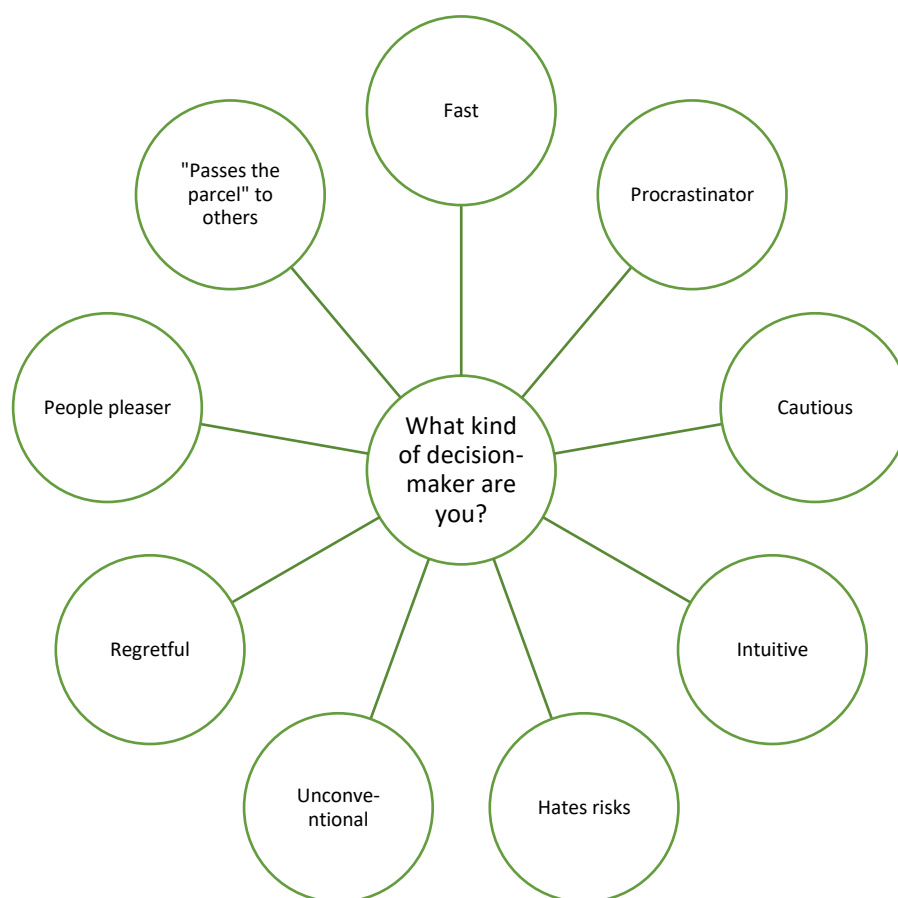 Fast
Procrastinator
Cautious
Intuitive
Hates risks
Unconve-
ntional
Regretful
People pleaser
"Passes the
parcel" to
others
What kind
of decision-
maker are
you?